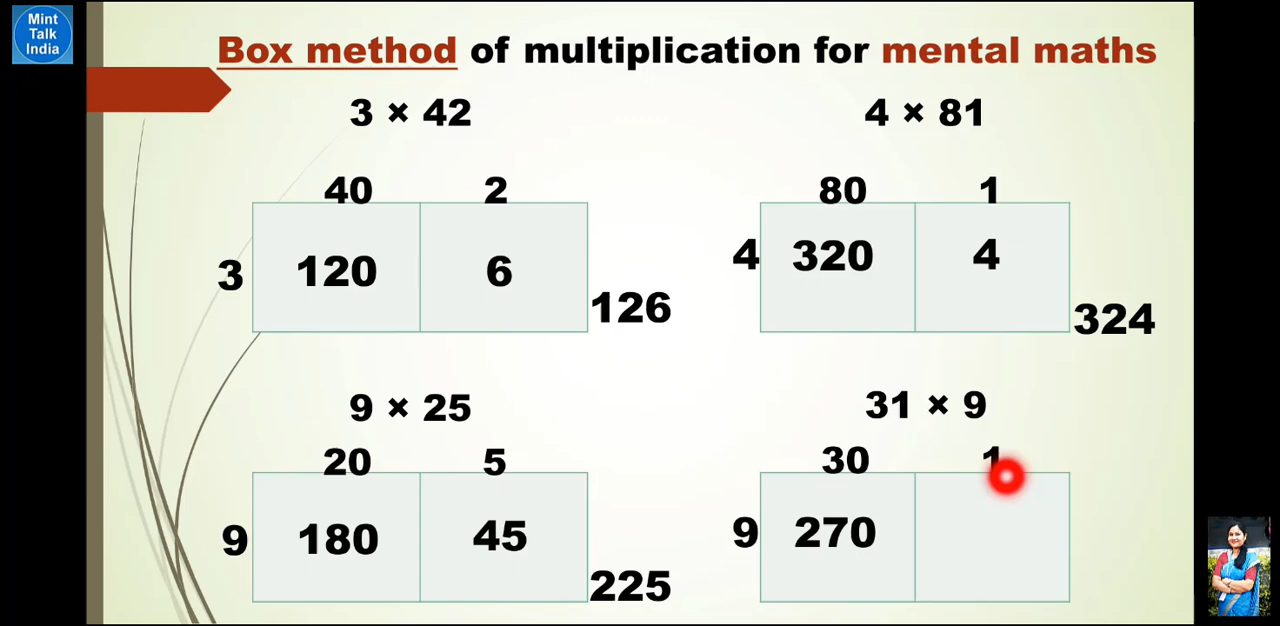 Mint
Talk
India
Box method of multiplication for mental maths
3 × 42
40 2
3 120 6
126
4 × 81
80 1
4 320 4
324
9 × 25
20 5
9 180 45
225
31 × 9
30 1
9 270